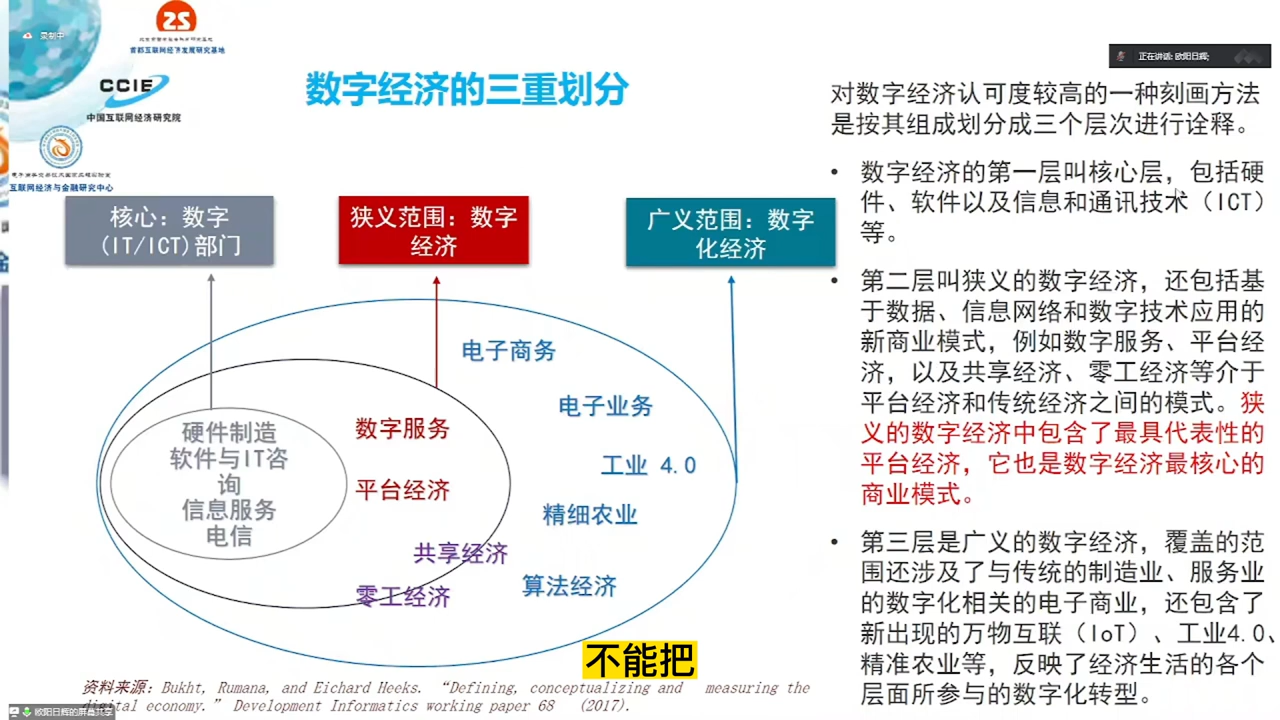 录制中
2S
首都互联网经济发展研究基地
CCIE
中国互联网经济研究院
互联网经济与金融研究中心
数字经济的三重划分
正在讲话: 欧阳日辉;
核心：数字
(IT/ICT)部门
狭义范围：数字
经济
广义范围：数字
化经济
电子商务
电子业务
工业 4.0
精细农业
算法经济
数字服务
平台经济
共享经济
零工经济
硬件制造
软件与IT咨
询
信息服务
电信
对数字经济认可度较高的一种刻画方法
是按其组成划分成三个层次进行诠释。
• 数字经济的第一层叫核心层，包括硬
件、软件以及信息和通讯技术（ICT）
等。
• 第二层叫狭义的数字经济，还包括基
于数据、信息网络和数字技术应用的
新商业模式，例如数字服务、平台经
济，以及共享经济、零工经济等介于
平台经济和传统经济之间的模式。狭
义的数字经济中包含了最具代表性的
平台经济，它也是数字经济最核心的
商业模式。
• 第三层是广义的数字经济，覆盖的范
围还涉及了与传统的制造业、服务业
的数字化相关的电子商业，还包含了
新出现的万物互联（IoT）、工业4.0、
精准农业等，反映了经济生活的各个
层面所参与的数字化转型。
不能把
资料来源：Bukht, Rumana, and Eichard Heeks. “Defining, conceptualizing and measuring the
digital economy.” Development Informatics working paper 68 (2017).
欧阳日辉的屏幕共享